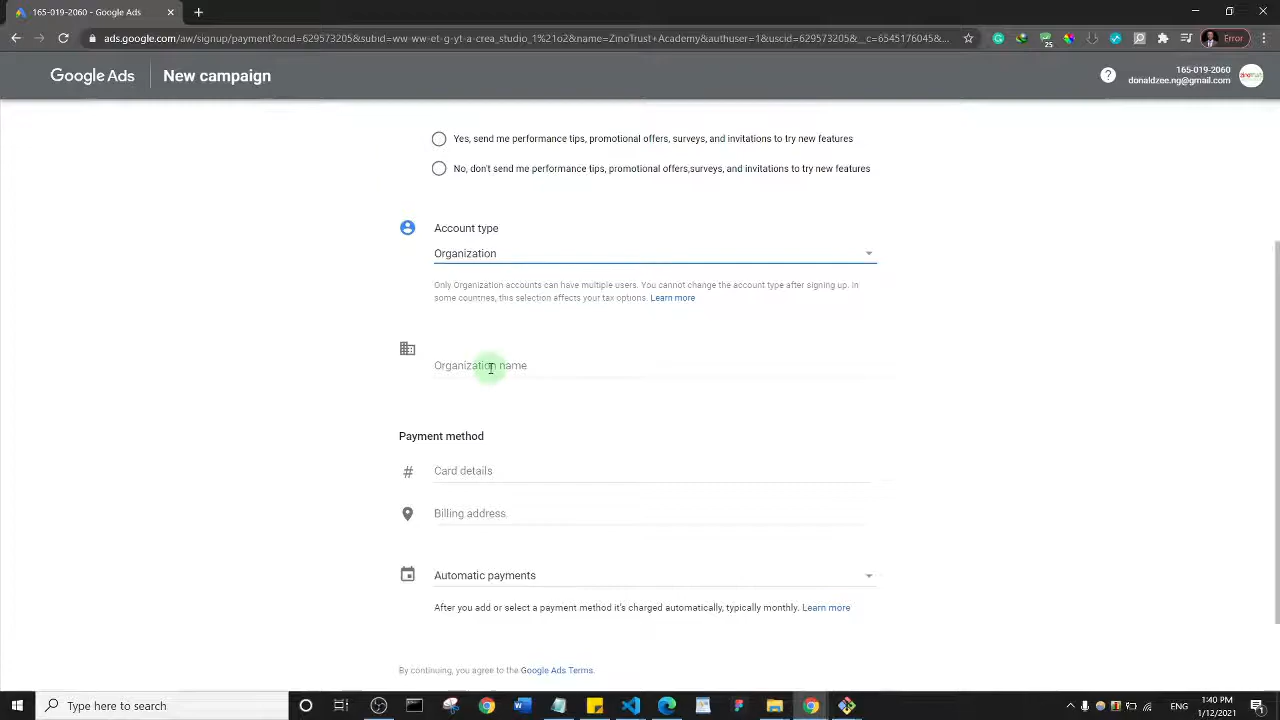 165-019-2060 - Google Ads
ads.google.com/aw/signup/payment?ocid=629573205&subid=ww-ww-et-g-yt-a-crea_studio_1%21o2&name=ZinoTrust+Academy&authuser=1&uscid=629573205&__c=6545176045&...
25
Error
Google Ads
New campaign
165-019-2060
donaldzee.ng@gmail.com
Yes, send me performance tips, promotional offers, surveys, and invitations to try new features
No, don't send me performance tips, promotional offers,surveys, and invitations to try new features
Account type
Organization
Only Organization accounts can have multiple users. You cannot change the account type after signing up. In
some countries, this selection affects your tax options. Learn more
Organization name
Payment method
# Card details
Billing address
Automatic payments
After you add or select a payment method it's charged automatically, typically monthly. Learn more
By continuing, you agree to the Google Ads Terms.
Type here to search
ENG
1:40 PM
1/12/2021